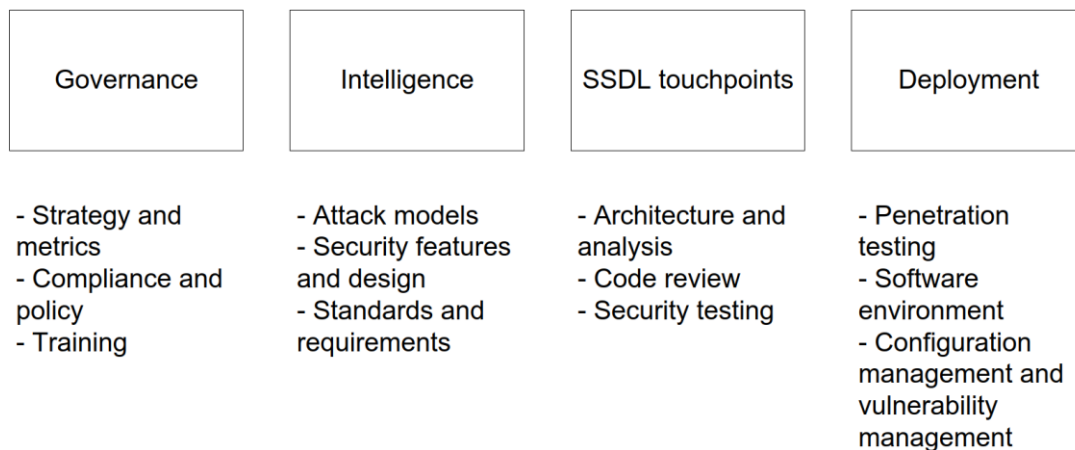 Governance
Intelligence
SSDL touchpoints
Deployment
- Strategy and
metrics
- Compliance and
policy
- Training
- Attack models
- Security features
and design
- Standards and
requirements
- Architecture and
analysis
- Code review
- Security testing
- Penetration
testing
- Software
environment
- Configuration
management and
vulnerability
management